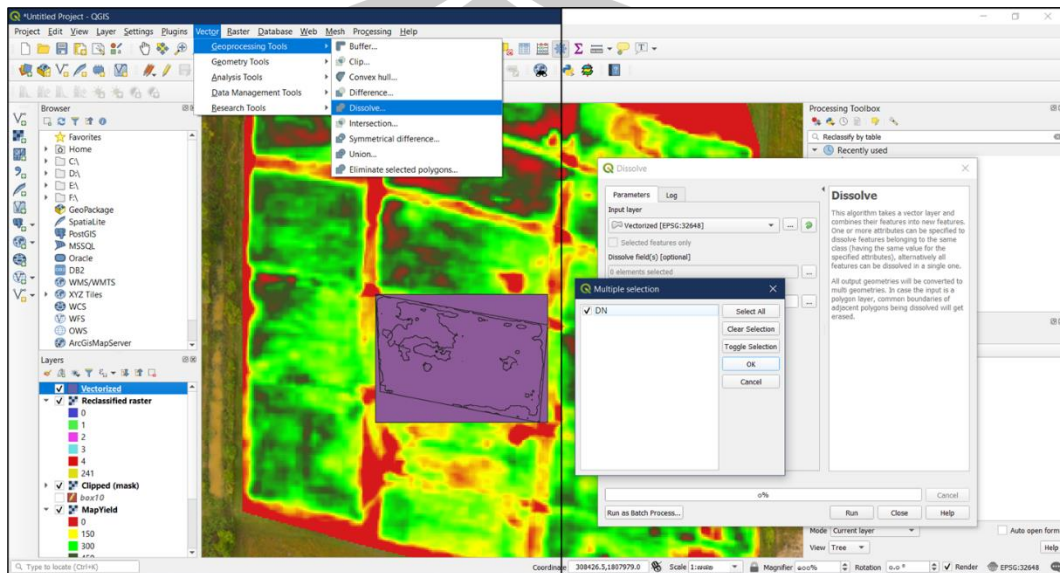 *Untitled Project - QGIS
Project Edit View Layer Settings Plugins Vector Raster Database Web Mesh Processing Help
Geoprocessing Tools
Geometry Tools
Analysis Tools
Data Management Tools
Research Tools
Buffer...
Clip...
Convex hull...
Difference...
Dissolve...
Intersection...
Symmetrical difference...
Union...
Eliminate selected polygons...
Browser
Favorites
Home
C:\
D:\
E:\
F:\
GeoPackage
SpatiaLite
PostGIS
MSSQL
Oracle
DB2
WMS/WMTS
XYZ Tiles
WCS
WFS
OWS
ArcGisMapServer
Layers
Vectorized
Reclassified raster
0
1
2
3
4
241
Clipped (mask)
box10
MapYield
0
150
300
Processing Toolbox
Reclassify by table
Recently used
Dissolve
Parameters
Log
Input layer
Vectorized [EPSG:32648]
Selected features only
Dissolve field(s) [optional]
0 elements selected
Dissolve
This algorithm takes a vector layer and
combines their features into new features.
One or more attributes can be specified to
dissolve features belonging to the same
class (having the same value for the
specified attributes), alternatively all
features can be dissolved in a single one.
All output geometries will be converted to
multi geometries. In case the input is a
polygon layer, common boundaries of
adjacent polygons being dissolved will get
erased.
Multiple selection
DN
Select All
Clear Selection
Toggle Selection
OK
Cancel
0%
Cancel
Run as Batch Process...
Run
Close
Help
Mode Current layer
Auto open form
View Tree
Help
Type to locate (Ctrl+K)
Coordinate 308426.5,1807979.0 Scale Magnifier 100% Rotation 0.0 ° Render EPSG:32648